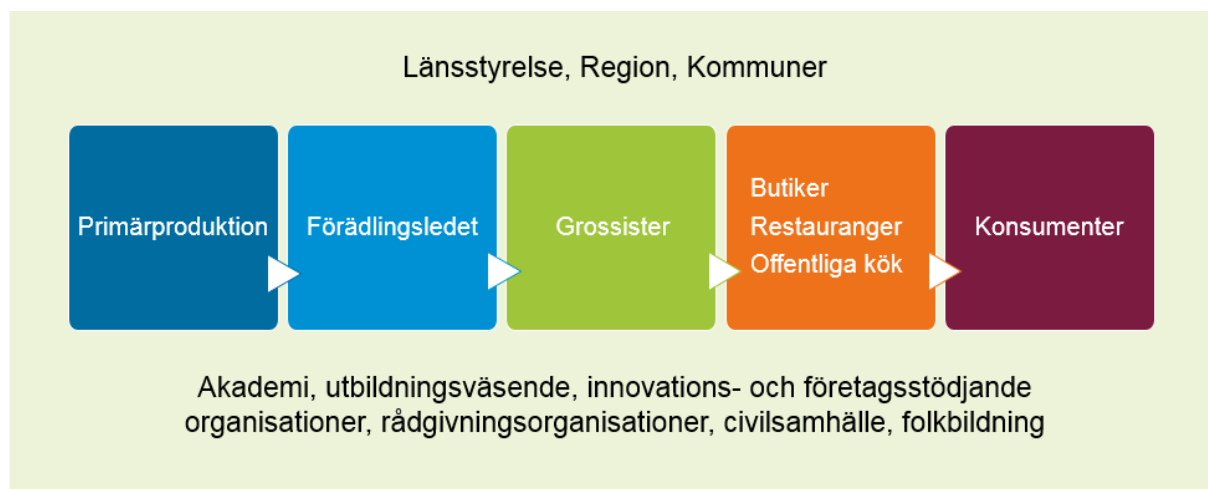 Länsstyrelse, Region, Kommuner
Primärproduktion
Förädlingsledet
Grossister
Butiker
Restauranger
Offentliga kök
Konsumenter
Akademi, utbildningsväsende, innovations- och företagsstödjande
organisationer, rådgivningsorganisationer, civilsamhälle, folkbildning